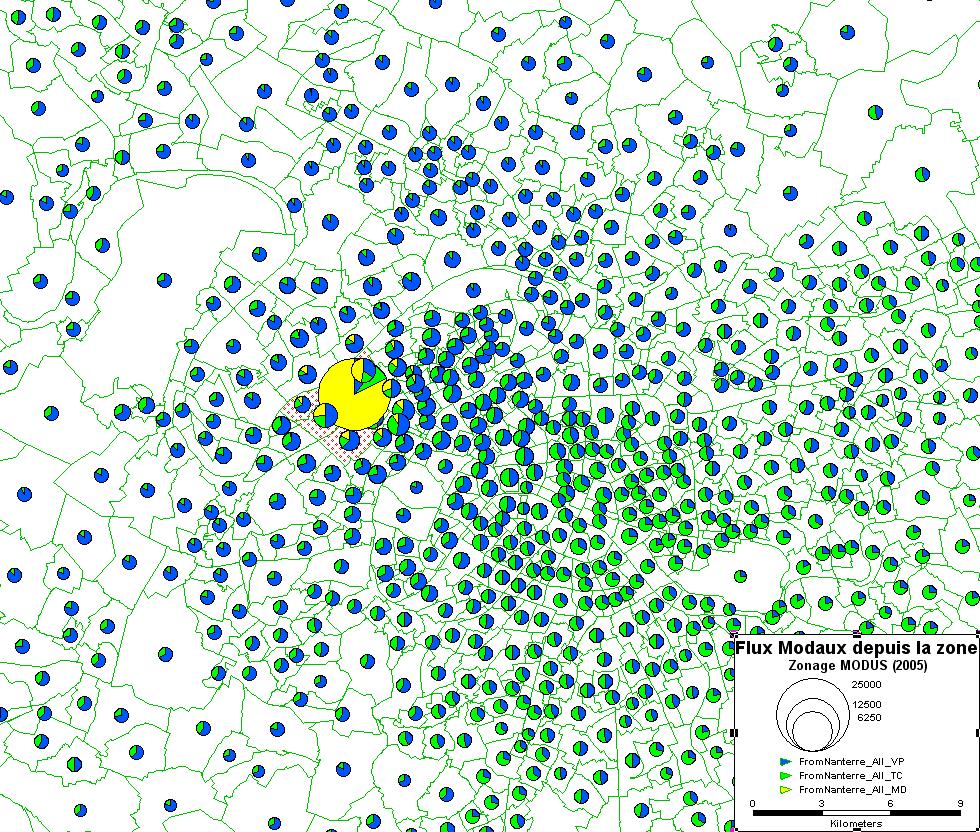 Flux Modaux depuis la zone
Zonage MODUS (2005)
25000
12500
6250
FromNanterre_All_VP
FromNanterre_All_TC
FromNanterre_All_MD
0 3 6 9
Kilometers